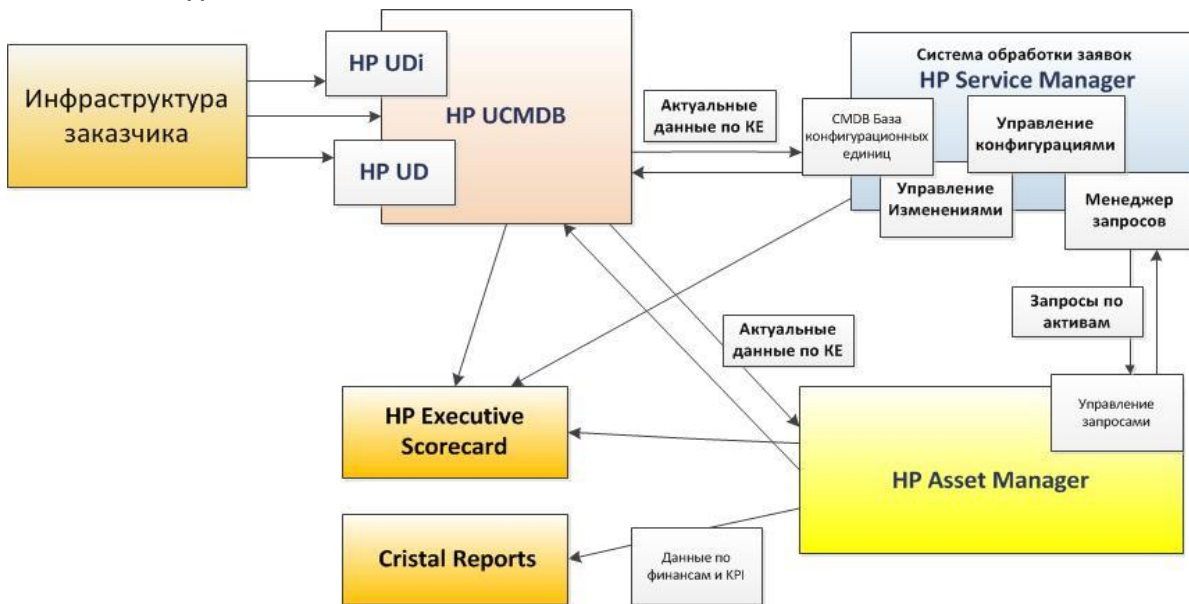 Инфраструктура
заказчика
HP UDi
HP UCMDB
HP UD
Актуальные
данные по КЕ
Система обработки заявок
HP Service Manager
CMDB База
конфигурационных
единиц
Управление
конфигурациями
Управление
Изменениями
Менеджер
запросов
Запросы по
активам
Актуальные
данные по КЕ
HP Executive
Scorecard
Управление
запросами
HP Asset Manager
Cristal Reports
Данные по
финансам и KPI